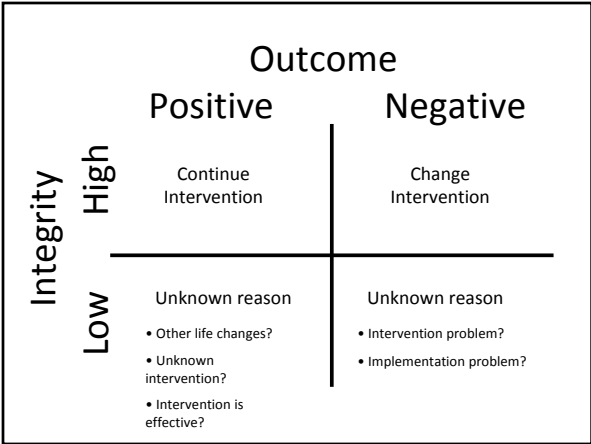 Outcome
Positive
Negative
Integrity
High
Continue
Intervention
Change
Intervention
Low
Unknown reason
• Other life changes?
• Unknown
intervention?
• Intervention is
effective?
Unknown reason
• Intervention problem?
• Implementation problem?